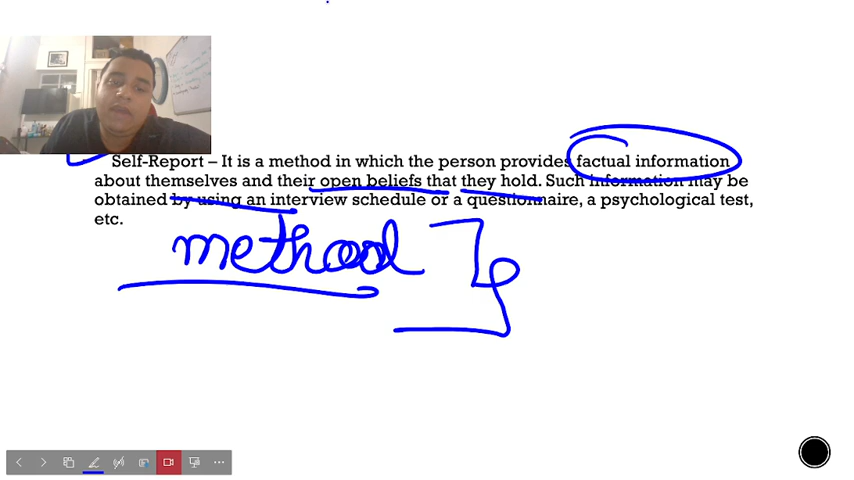 Self-Report – It is a method in which the person provides factual information
about themselves and their open beliefs that they hold. Such information may be
obtained by using an interview schedule or a questionnaire, a psychological test,
etc.
method